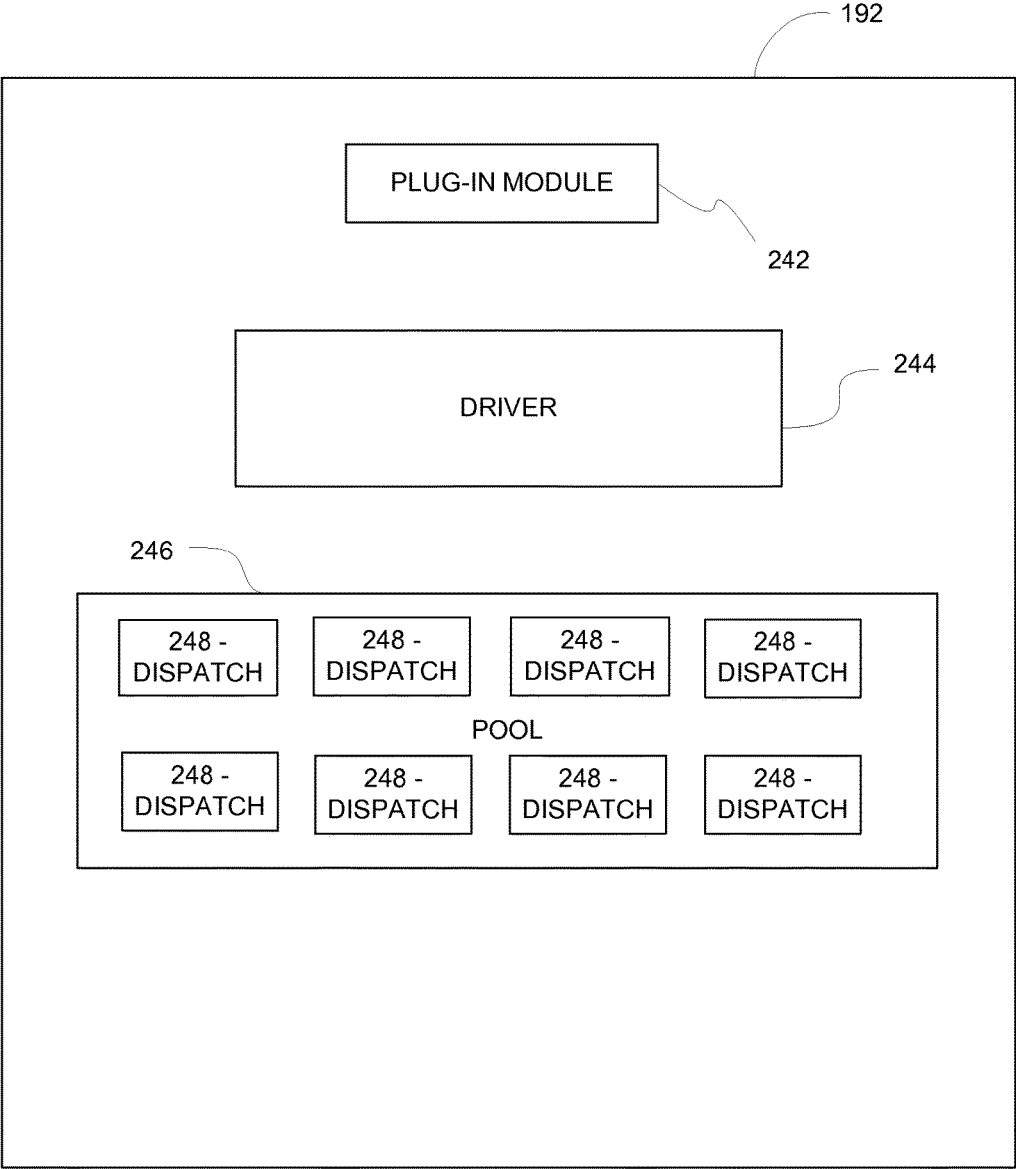 192
PLUG-IN MODULE
242
244
DRIVER
246
248 - 248 - 248 - 248 -
DISPATCH DISPATCH DISPATCH DISPATCH
POOL
248 - 248 - 248 - 248 -
DISPATCH DISPATCH DISPATCH DISPATCH